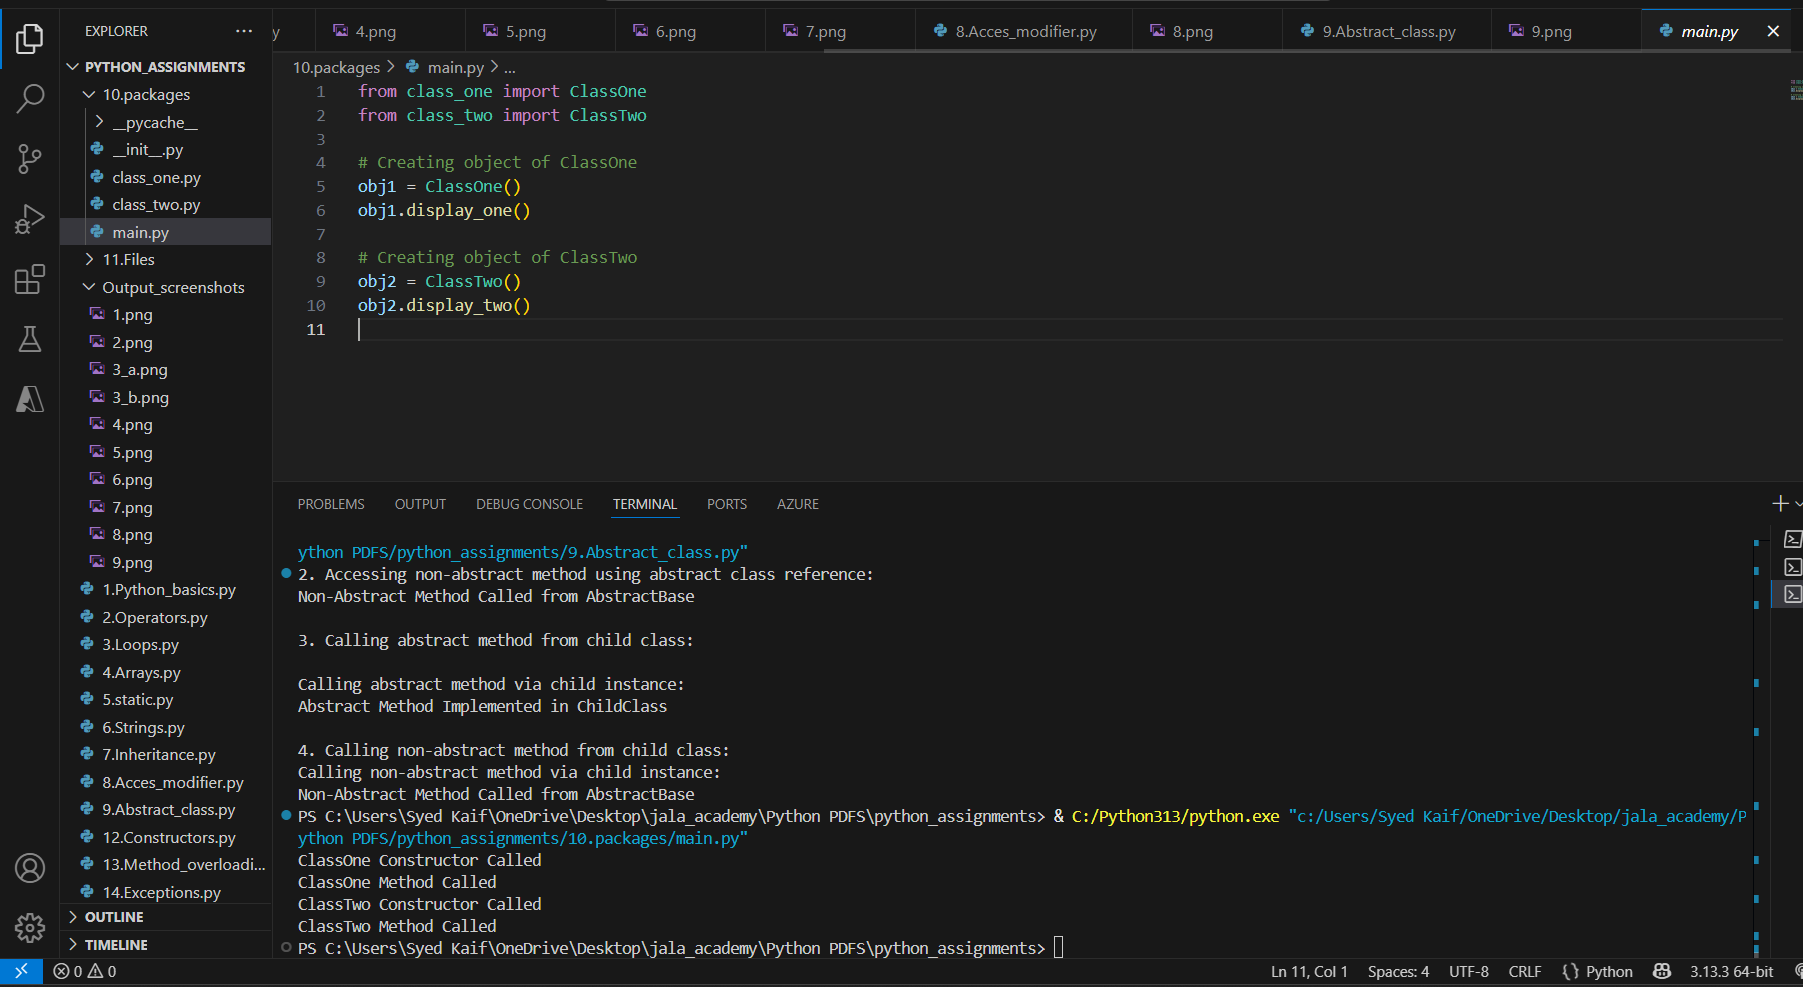 EXPLORER
PYTHON_ASSIGNMENTS
10.packages
__pycache__
__init__.py
class_one.py
class_two.py
main.py
11.Files
Output_screenshots
1.png
2.png
3_a.png
3_b.png
4.png
5.png
6.png
7.png
8.png
9.png
1.Python_basics.py
2.Operators.py
3.Loops.py
4.Arrays.py
5.static.py
6.Strings.py
7.Inheritance.py
8.Acces_modifier.py
9.Abstract_class.py
12.Constructors.py
13.Method_overloadi...
14.Exceptions.py
OUTLINE
TIMELINE
y 4.png 5.png 6.png 7.png 8.Acces_modifier.py 8.png 9.Abstract_class.py 9.png main.py
10.packages > main.py > ...
1 from class_one import ClassOne
2 from class_two import ClassTwo
3
4 # Creating object of ClassOne
5 obj1 = ClassOne()
6 obj1.display_one()
7
8 # Creating object of ClassTwo
9 obj2 = ClassTwo()
10 obj2.display_two()
11
PROBLEMS OUTPUT DEBUG CONSOLE TERMINAL PORTS AZURE
ython PDFS/python_assignments/9.Abstract_class.py"
2. Accessing non-abstract method using abstract class reference:
Non-Abstract Method Called from AbstractBase
3. Calling abstract method from child class:
Calling abstract method via child instance:
Abstract Method Implemented in ChildClass
4. Calling non-abstract method from child class:
Calling non-abstract method via child instance:
Non-Abstract Method Called from AbstractBase
PS C:\Users\Syed Kaif\OneDrive\Desktop\jala_academy\Python PDFS\python_assignments> & C:/Python313/python.exe "c:/Users/Syed Kaif/OneDrive/Desktop/jala_academy/P
ython PDFS/python_assignments/10.packages/main.py"
ClassOne Constructor Called
ClassOne Method Called
ClassTwo Constructor Called
ClassTwo Method Called
PS C:\Users\Syed Kaif\OneDrive\Desktop\jala_academy\Python PDFS\python_assignments>
0 0 Ln 11, Col 1 Spaces: 4 UTF-8 CRLF {} Python 3.13.3 64-bit